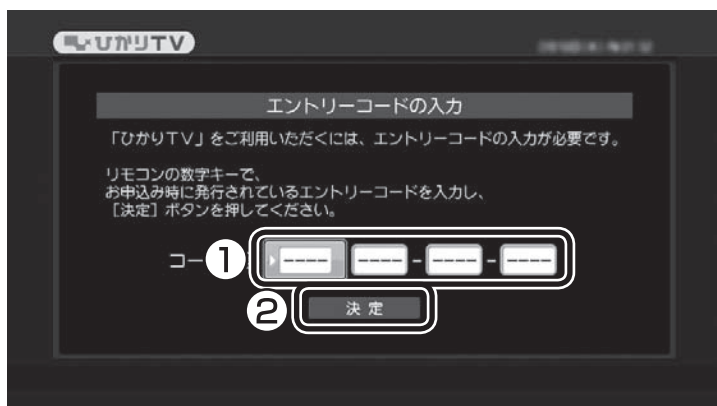 ひかりTV
エントリーコードの入力
「ひかりTV」をご利用いただくには、エントリーコードの入力が必要です。
リモコンの数字キーで、
お申込み時に発行されているエントリーコードを入力し、
［決定］ボタンを押してください。
コー ① ---- ---- - ---- - ----
② 決定